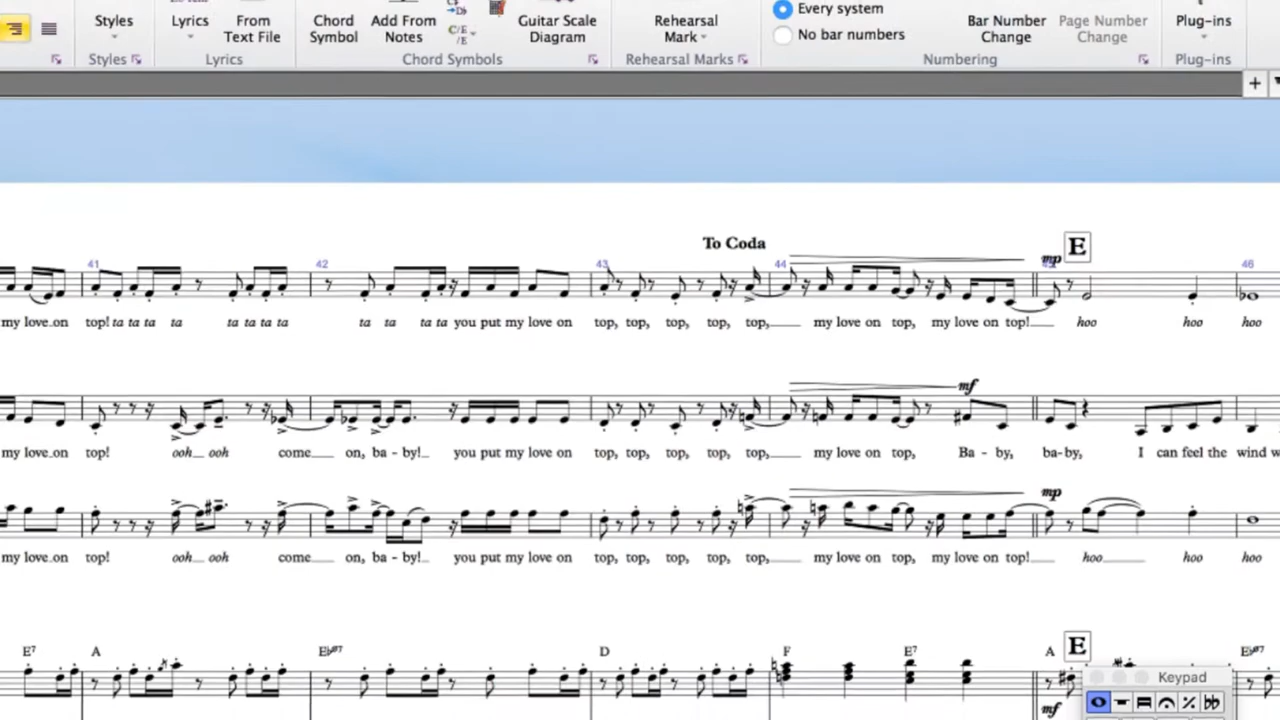 Every system
Styles Lyrics From Text File Chord Symbol Add From Notes Guitar Scale Diagram Rehearsal Mark No bar numbers Bar Number Change Page Number Change Plug-ins
Styles Lyrics Chord Symbols Rehearsal Marks Numbering Plug-ins
To Coda E
41 42 43 44 mp 46
my love on top! ta ta ta ta ta ta ta ta ta ta ta ta you put my love on top, top, top, top, top, my love on top, my love on top! hoo hoo hoo
mf
my love on top! ooh ooh come on, ba - by! you put my love on top, top, top, top, top, my love on top, Ba - by, ba-by, I can feel the wind w
mp
my love on top! ooh ooh come on, ba - by! you put my love on top, top, top, top, top, my love on top, my love on top! hoo hoo hoo
E7 A D F E7 A E
Keypad
mf